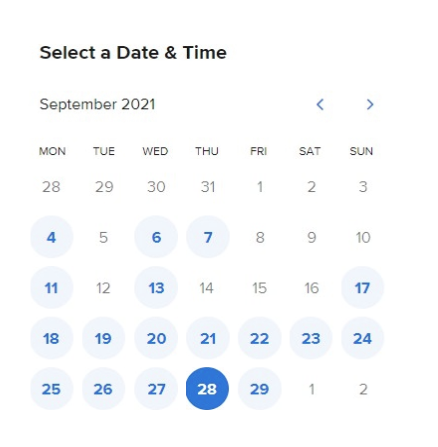 Select a Date & Time
September 2021
MON TUE WED THU FRI SAT SUN
28 29 30 31 1 2 3
4 5 6 7 8 9 10
11 12 13 14 15 16 17
18 19 20 21 22 23 24
25 26 27 28 29 1 2